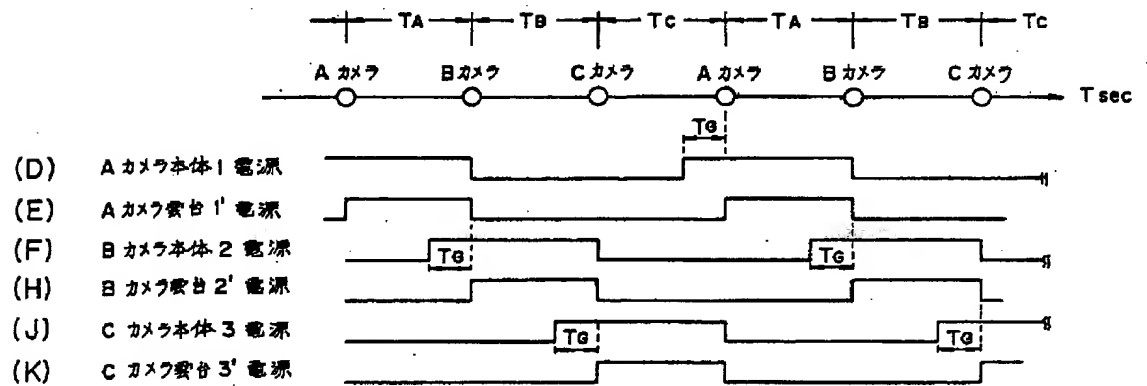 TA TB TC TA TB TC
Aカメラ Bカメラ Cカメラ Aカメラ Bカメラ Cカメラ
T sec
TG
(D) Aカメラ本体1 電源
(E) Aカメラ雲台1' 電源
(F) Bカメラ本体2 電源 TG TG
(H) Bカメラ雲台2' 電源
(J) Cカメラ本体3 電源 TG TG
(K) Cカメラ雲台3' 電源